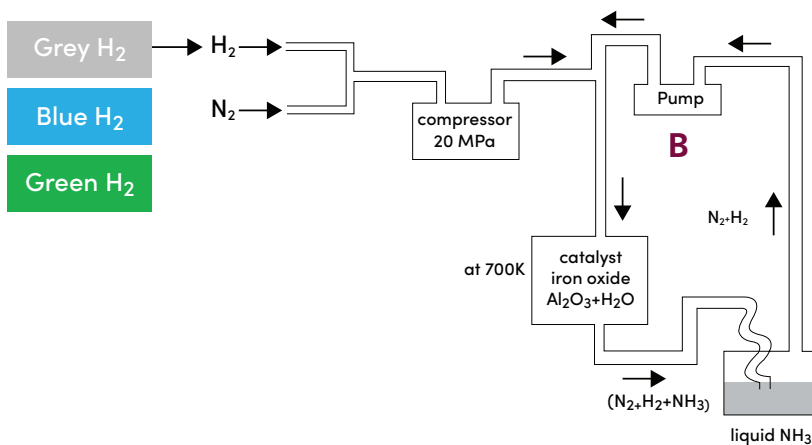 Grey H₂
H₂
Blue H₂
N₂
Green H₂
compressor
20 MPa
Pump
B
N₂+H₂
at 700K
catalyst
iron oxide
Al₂O₃+H₂O
(N₂+H₂+NH₃)
liquid NH₃